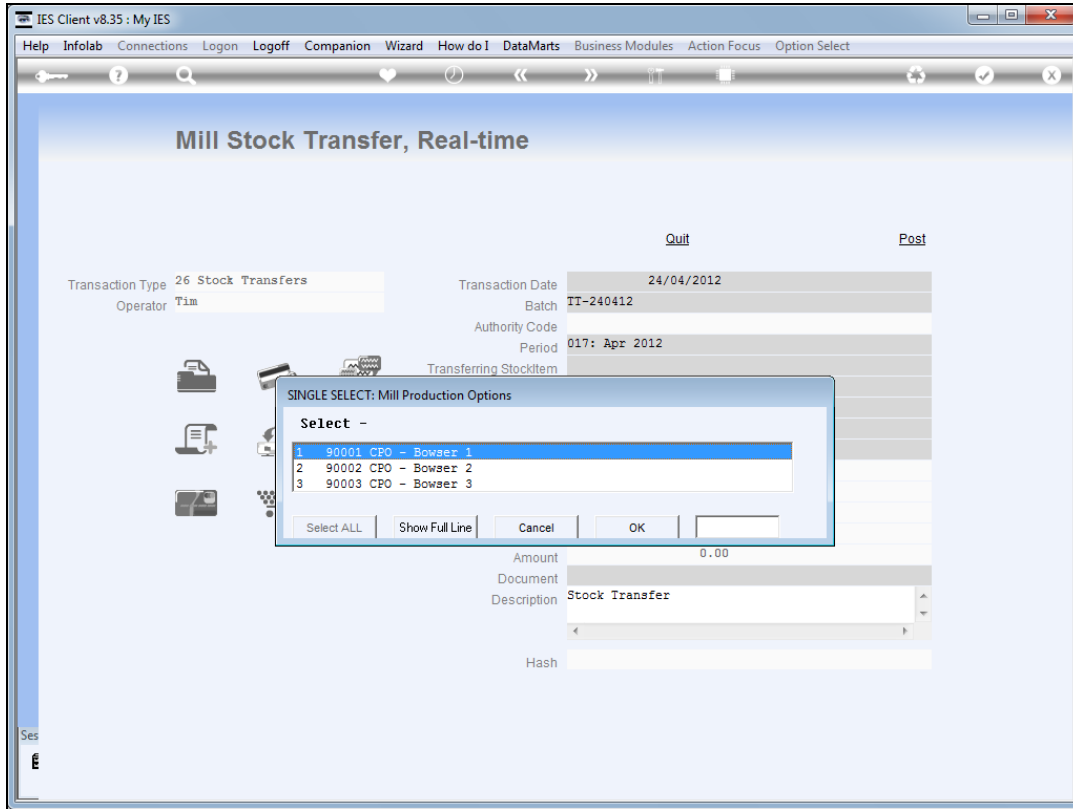 IES Client v8.35 : My IES
Help Infolab Connections Logon Logoff Companion Wizard How do I DataMarts Business Modules Action Focus Option Select
Mill Stock Transfer, Real-time
Quit Post
Transaction Type 26 Stock Transfers Transaction Date 24/04/2012
Operator Tim Batch TT-240412
Authority Code
Period 017: Apr 2012
Transferring StockItem
SINGLE SELECT: Mill Production Options
Select -
1 90001 CPO - Bowser 1
2 90002 CPO - Bowser 2
3 90003 CPO - Bowser 3
Select ALL Show Full Line Cancel OK
Amount 0.00
Document
Description Stock Transfer
Hash
Ses